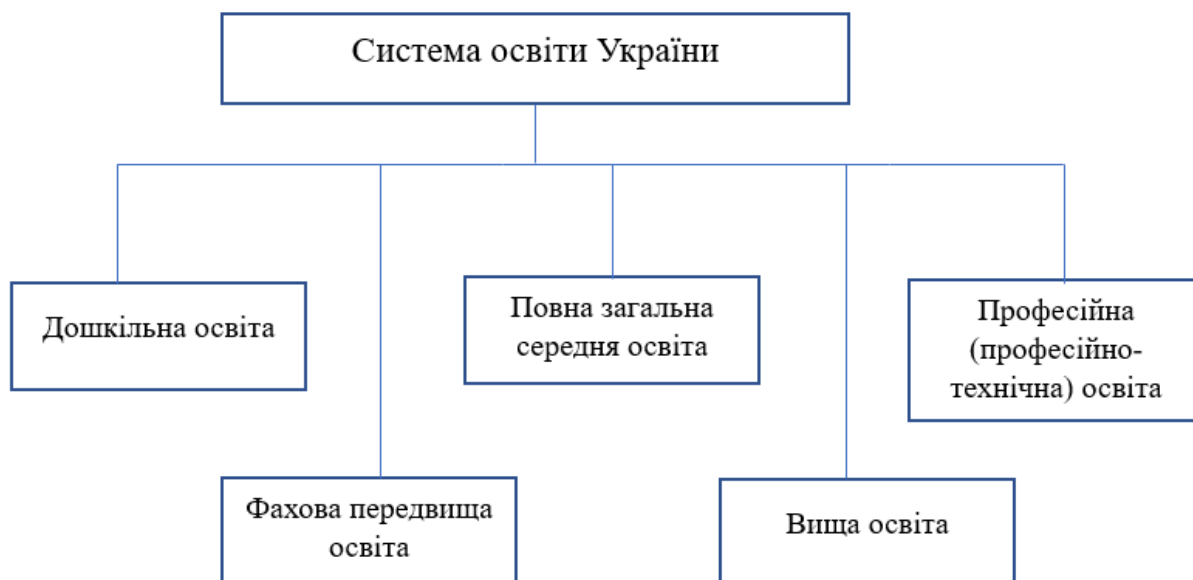 Система освіти України
Дошкільна освіта
Повна загальна
середня освіта
Професійна
(професійно-
технічна) освіта
Фахова передвища
освіта
Вища освіта